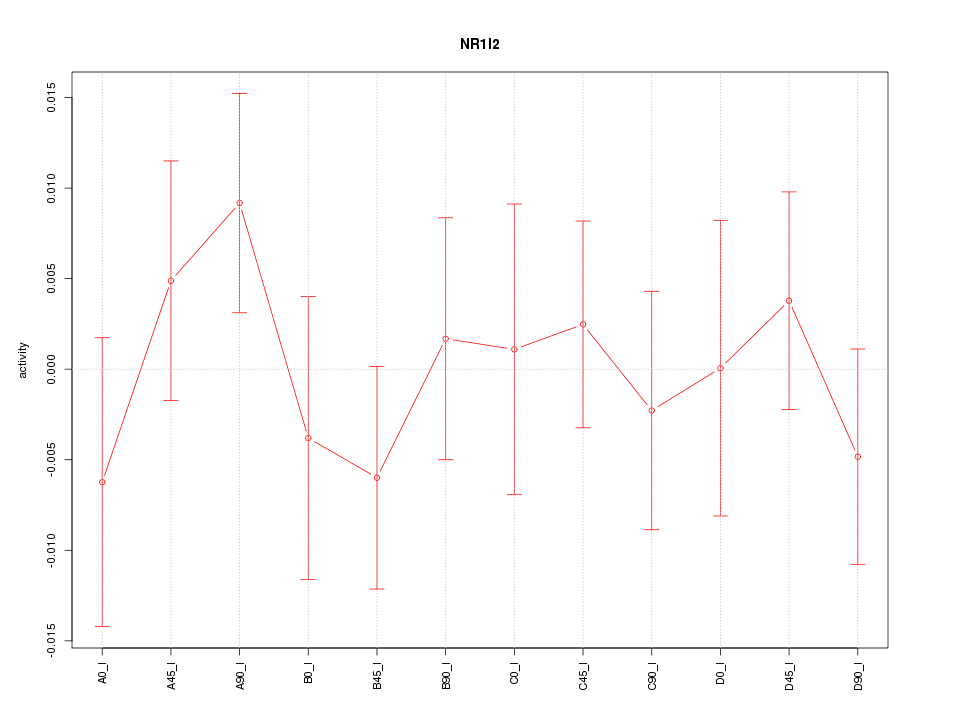 NR1I2
activity
0.015
0.010
0.005
0.000
-0.005
-0.010
-0.015
A0_I
A45_I
A90_I
B0_I
B45_I
B90_I
C0_I
C45_I
C90_I
D0_I
D45_I
D90_I